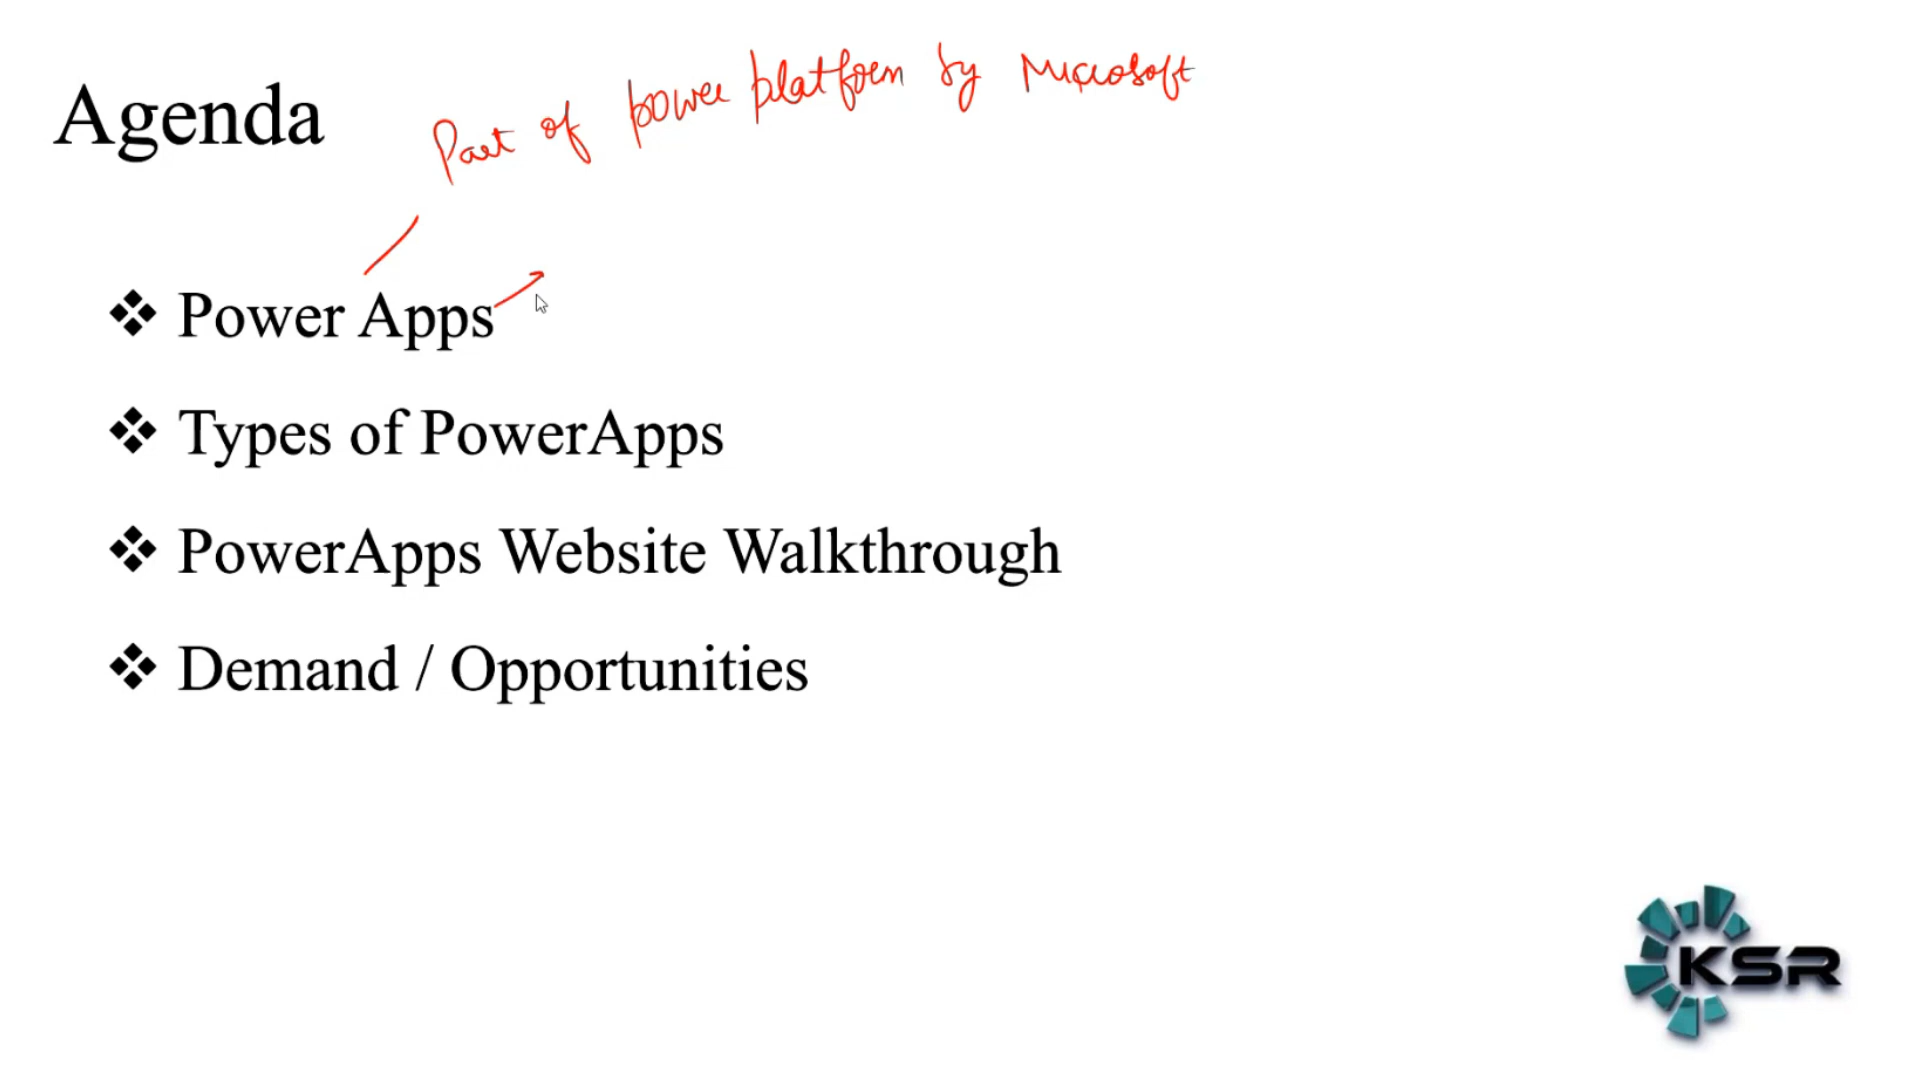 Agenda
Part of power platform by Microsoft
❖ Power Apps
❖ Types of PowerApps
❖ PowerApps Website Walkthrough
❖ Demand / Opportunities
KSR